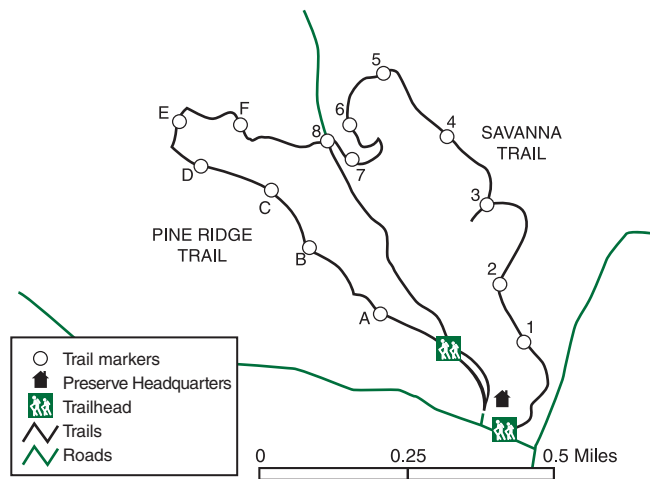 5
E
F
6
4
8
SAVANNA
TRAIL
7
D
3
C
PINE RIDGE
TRAIL
B
2
A
1
Trail markers
Preserve Headquarters
Trailhead
Trails
Roads
0
0.25
0.5 Miles